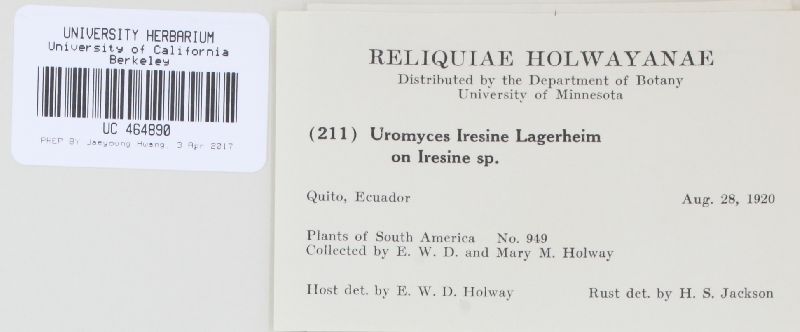 UNIVERSITY HERBARIUM
University of California
Berkeley
UC 464890
PREP BY Jaeyoung Hwang, 3 Apr 2017
RELIQUIAE HOLWAYANAE
Distributed by the Department of Botany
University of Minnesota
(211) Uromyces Iresine Lagerheim
on Iresine sp.
Quito, Ecuador Aug. 28, 1920
Plants of South America No. 949
Collected by E. W. D. and Mary M. Holway
Host det. by E. W. D. Holway Rust det. by H. S. Jackson